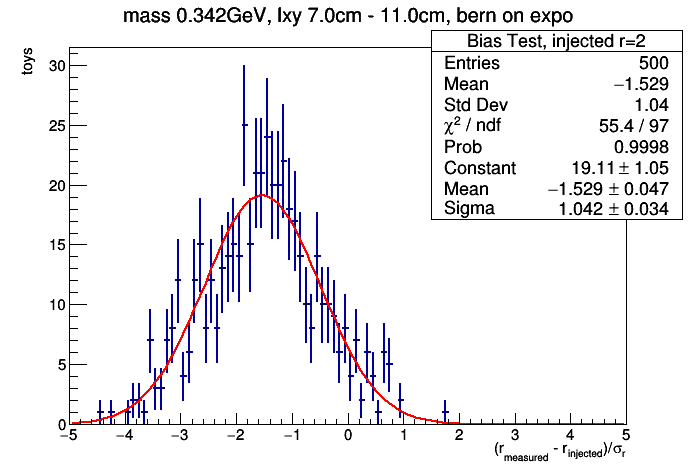 mass 0.342GeV, lxy 7.0cm - 11.0cm, bern on expo
Bias Test, injected r=2
Entries 500
Mean −1.529
Std Dev 1.04
χ² / ndf 55.4 / 97
Prob 0.9998
Constant 19.11 ± 1.05
Mean −1.529 ± 0.047
Sigma 1.042 ± 0.034
toys
30
25
20
15
10
5
0
−5 −4 −3 −2 −1 0 1 2 3 4 5
(r_measured - r_injected)/σ_r